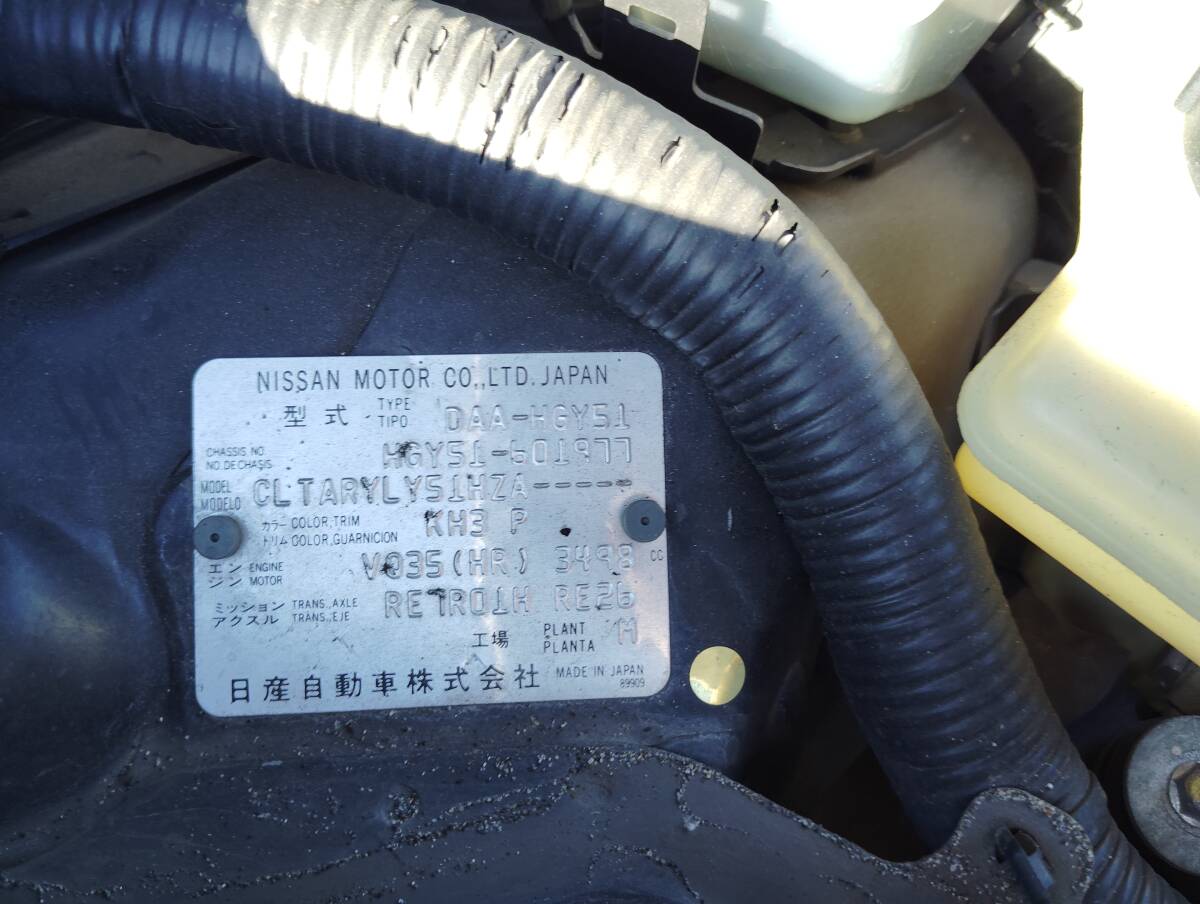 NISSAN MOTOR CO.,LTD. JAPAN
型式 TYPE TIPO DAA-HGY51
CHASSIS NO. NO. DE CHASIS HGY51-601977
MODEL MODELO CLTARYLY51HZA-----
カラー トリム COLOR, TRIM COLOR, GUARNICION KH3 P
エンジン ENGINE MOTOR VQ35(HR) 3498 CC
ミッション アクスル TRANS., AXLE TRANS., EJE RE7R01H RE26
工場 PLANT PLANTA M
日産自動車株式会社 MADE IN JAPAN
89909